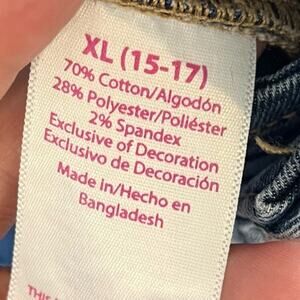 XL (15-17)
70% Cotton/Algodón
28% Polyester/Poliéster
2% Spandex
Exclusive of Decoration
Exclusivo de Decoración
Made in/Hecho en
Bangladesh
THIS